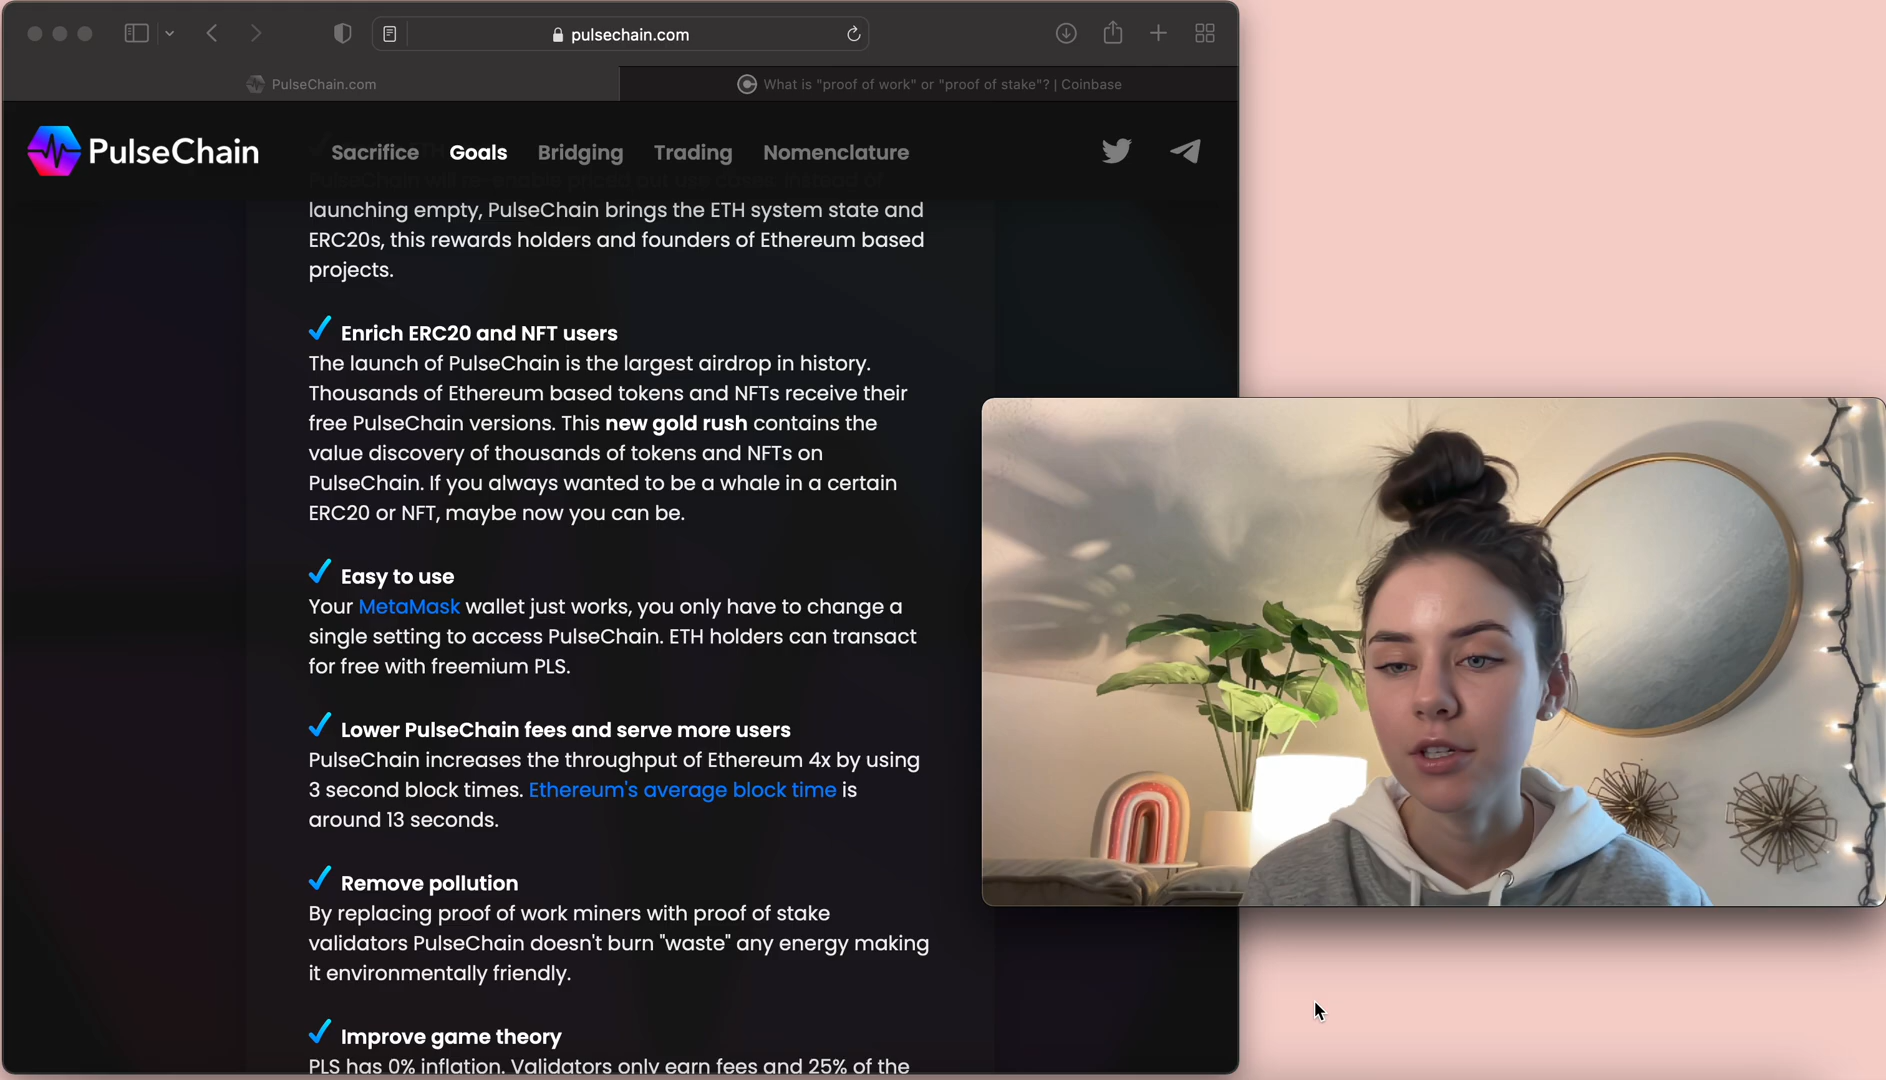 pulsechain.com
PulseChain.com
What is "proof of work" or "proof of stake"? | Coinbase
PulseChain
Sacrifice Goals Bridging Trading Nomenclature
PulseChain will re-enable priced out use cases. Instead of
launching empty, PulseChain brings the ETH system state and
ERC20s, this rewards holders and founders of Ethereum based
projects.
Enrich ERC20 and NFT users
The launch of PulseChain is the largest airdrop in history.
Thousands of Ethereum based tokens and NFTs receive their
free PulseChain versions. This new gold rush contains the
value discovery of thousands of tokens and NFTs on
PulseChain. If you always wanted to be a whale in a certain
ERC20 or NFT, maybe now you can be.
Easy to use
Your MetaMask wallet just works, you only have to change a
single setting to access PulseChain. ETH holders can transact
for free with freemium PLS.
Lower PulseChain fees and serve more users
PulseChain increases the throughput of Ethereum 4x by using
3 second block times. Ethereum's average block time is
around 13 seconds.
Remove pollution
By replacing proof of work miners with proof of stake
validators PulseChain doesn't burn "waste" any energy making
it environmentally friendly.
Improve game theory
PLS has 0% inflation. Validators only earn fees and 25% of the